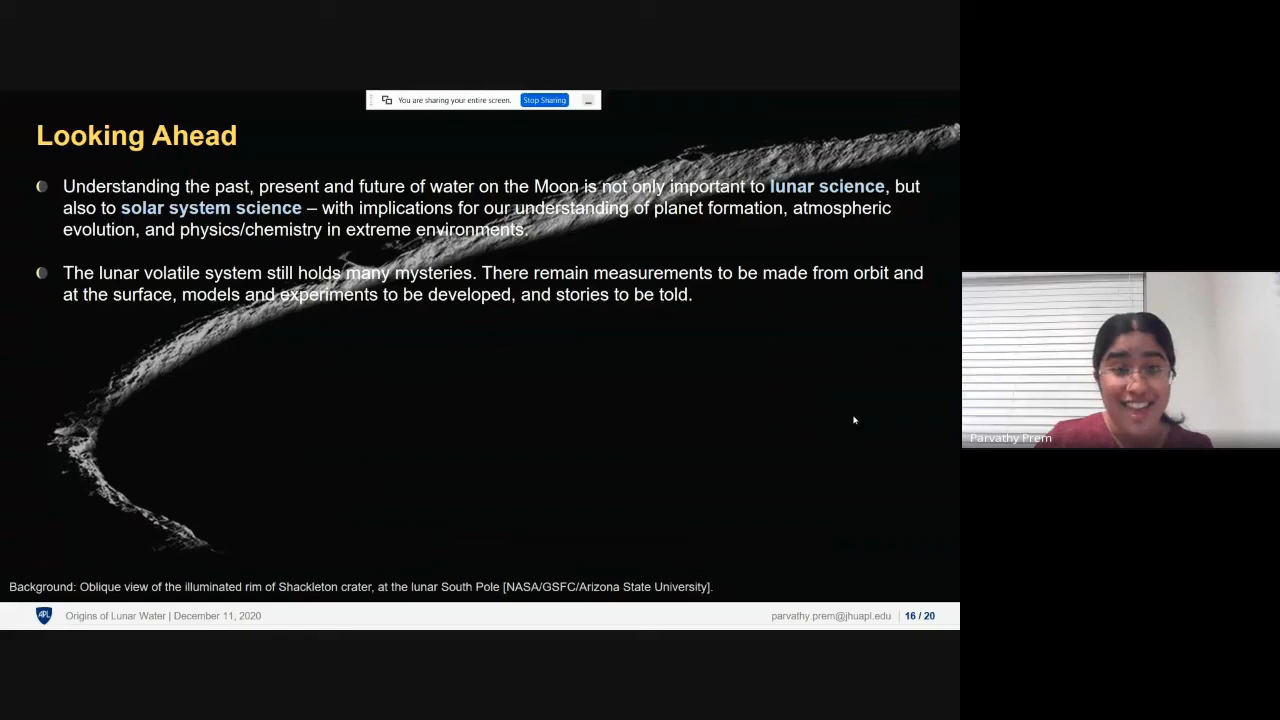 You are sharing your entire screen.
Stop Sharing
Looking Ahead
Understanding the past, present and future of water on the Moon is not only important to lunar science, but
also to solar system science – with implications for our understanding of planet formation, atmospheric
evolution, and physics/chemistry in extreme environments.
The lunar volatile system still holds many mysteries. There remain measurements to be made from orbit and
at the surface, models and experiments to be developed, and stories to be told.
Parvathy Prem
Background: Oblique view of the illuminated rim of Shackleton crater, at the lunar South Pole [NASA/GSFC/Arizona State University].
APL
Origins of Lunar Water | December 11, 2020
parvathy.prem@jhuapl.edu
16 / 20